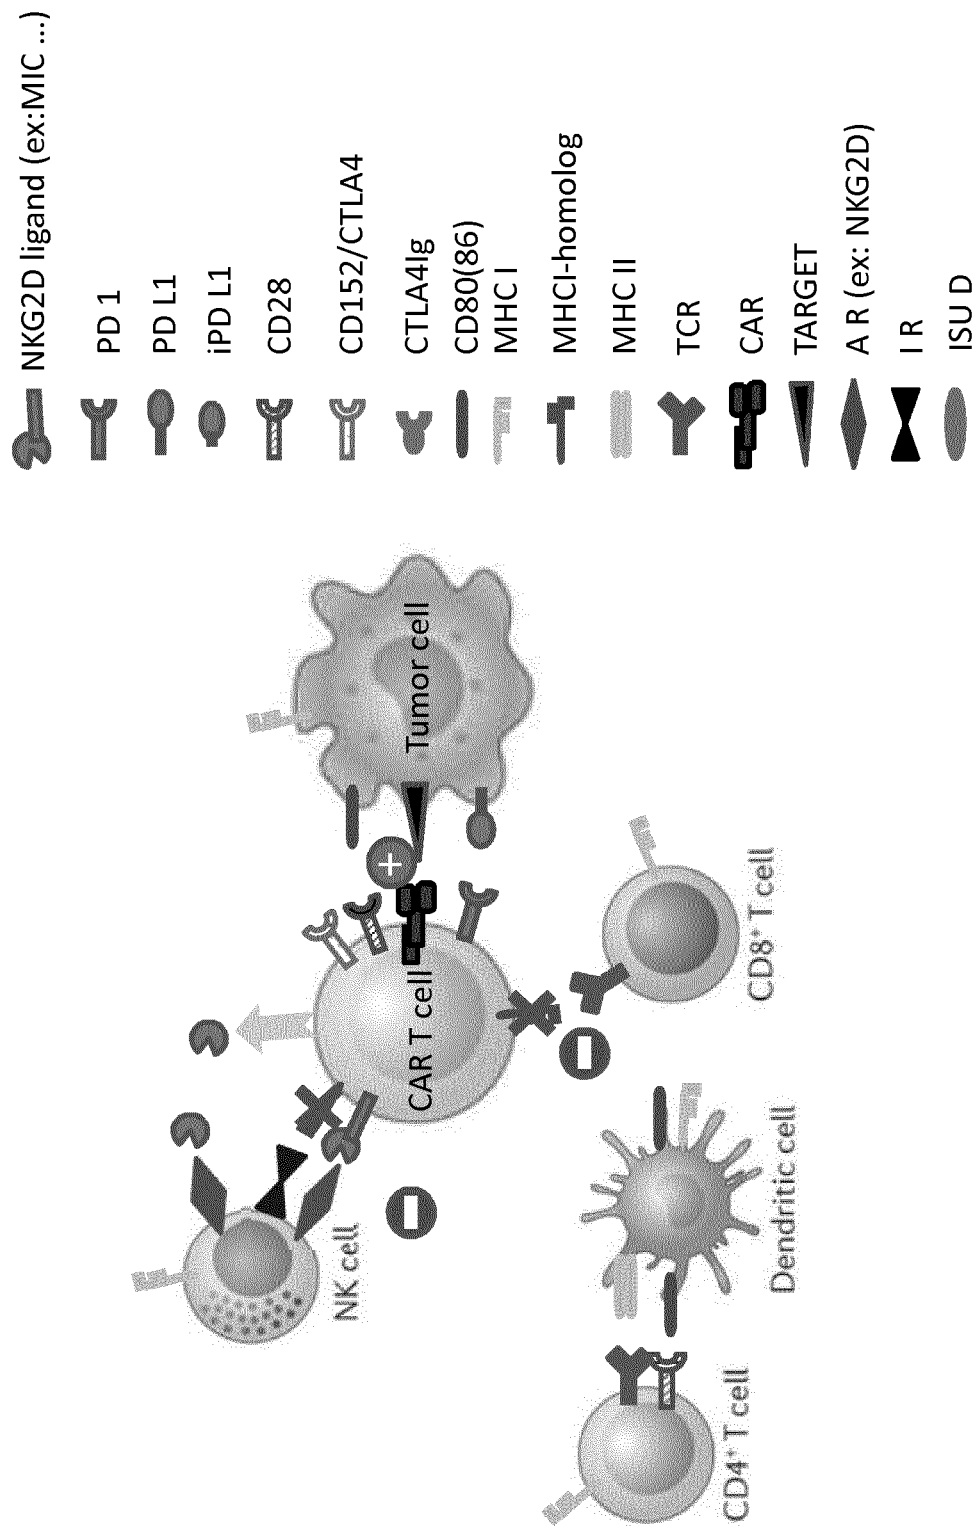 NKG2D ligand (ex:MIC ...)
PD 1
PD L1
iPD L1
CD28
CD152/CTLA4
CTLA4Ig
CD80(86)
MHC I
MHCI-homolog
MHC II
TCR
CAR
TARGET
A R (ex: NKG2D)
I R
ISU D
Tumor cell
+
CAR T cell
NK cell
CD8+ T cell
Dendritic cell
CD4+ T cell